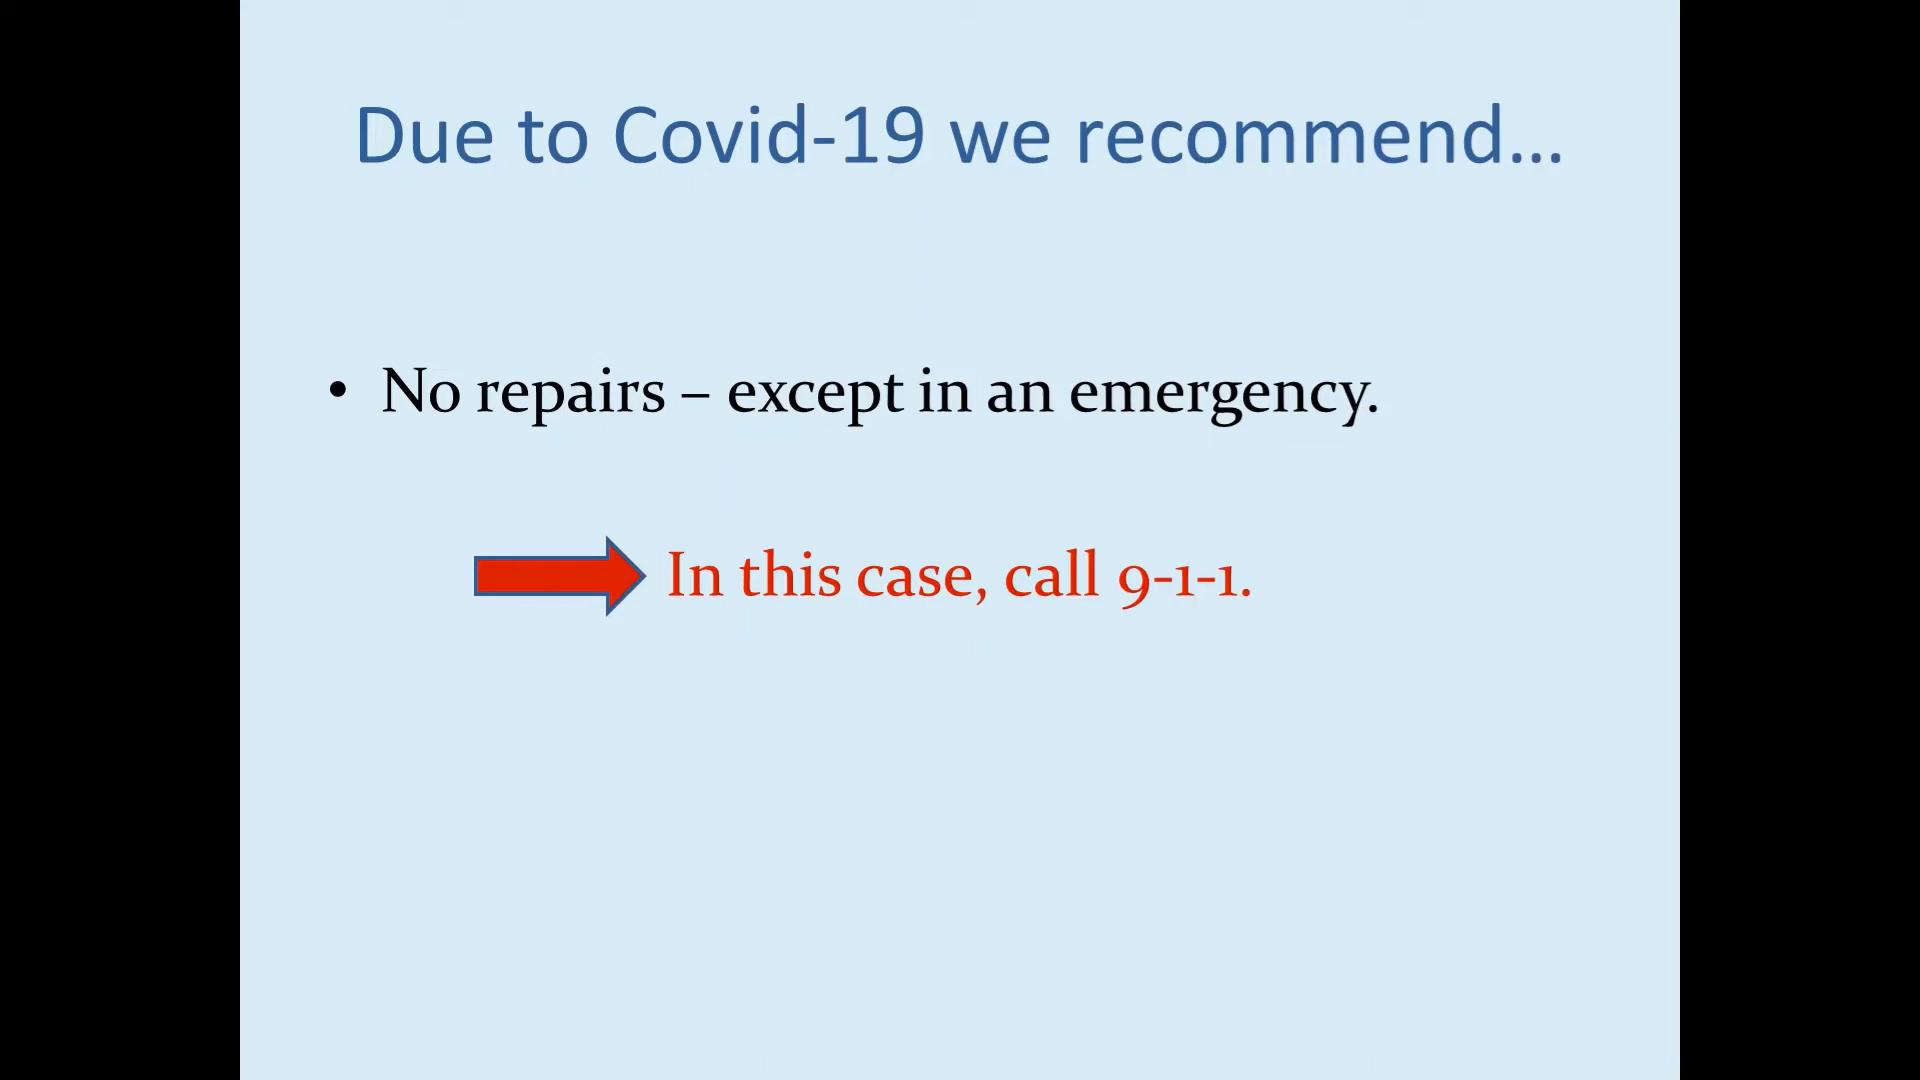 Due to Covid-19 we recommend...
• No repairs – except in an emergency.
In this case, call 9-1-1.